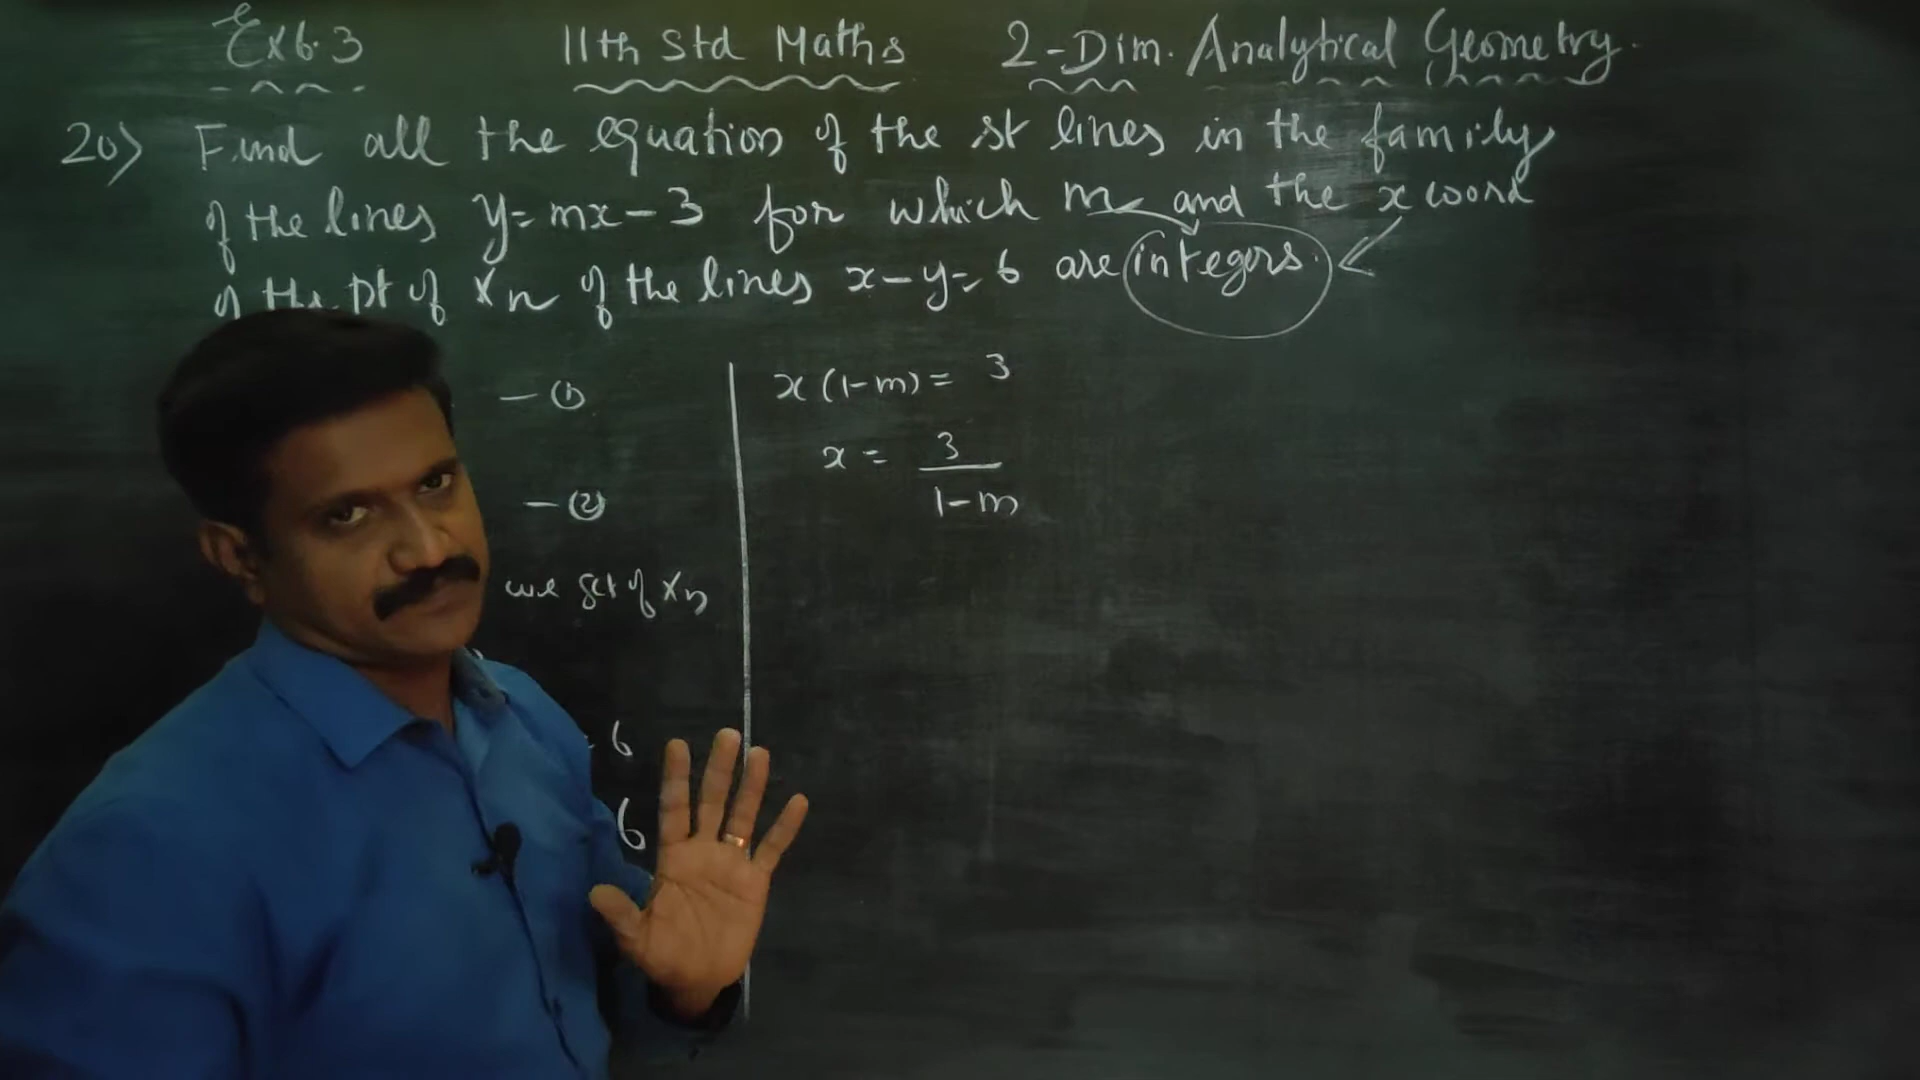 Ex 6.3 11th Std Maths 2-Dim. Analytical Geometry.
20) Find all the equation of the st lines in the family
of the lines y=mx-3 for which m and the x coord
of the pt of xn of the lines x-y=6 are integers.
— ①
— ②
we get of xn
6
6
x(1-m) = 3
x = 3
1-m